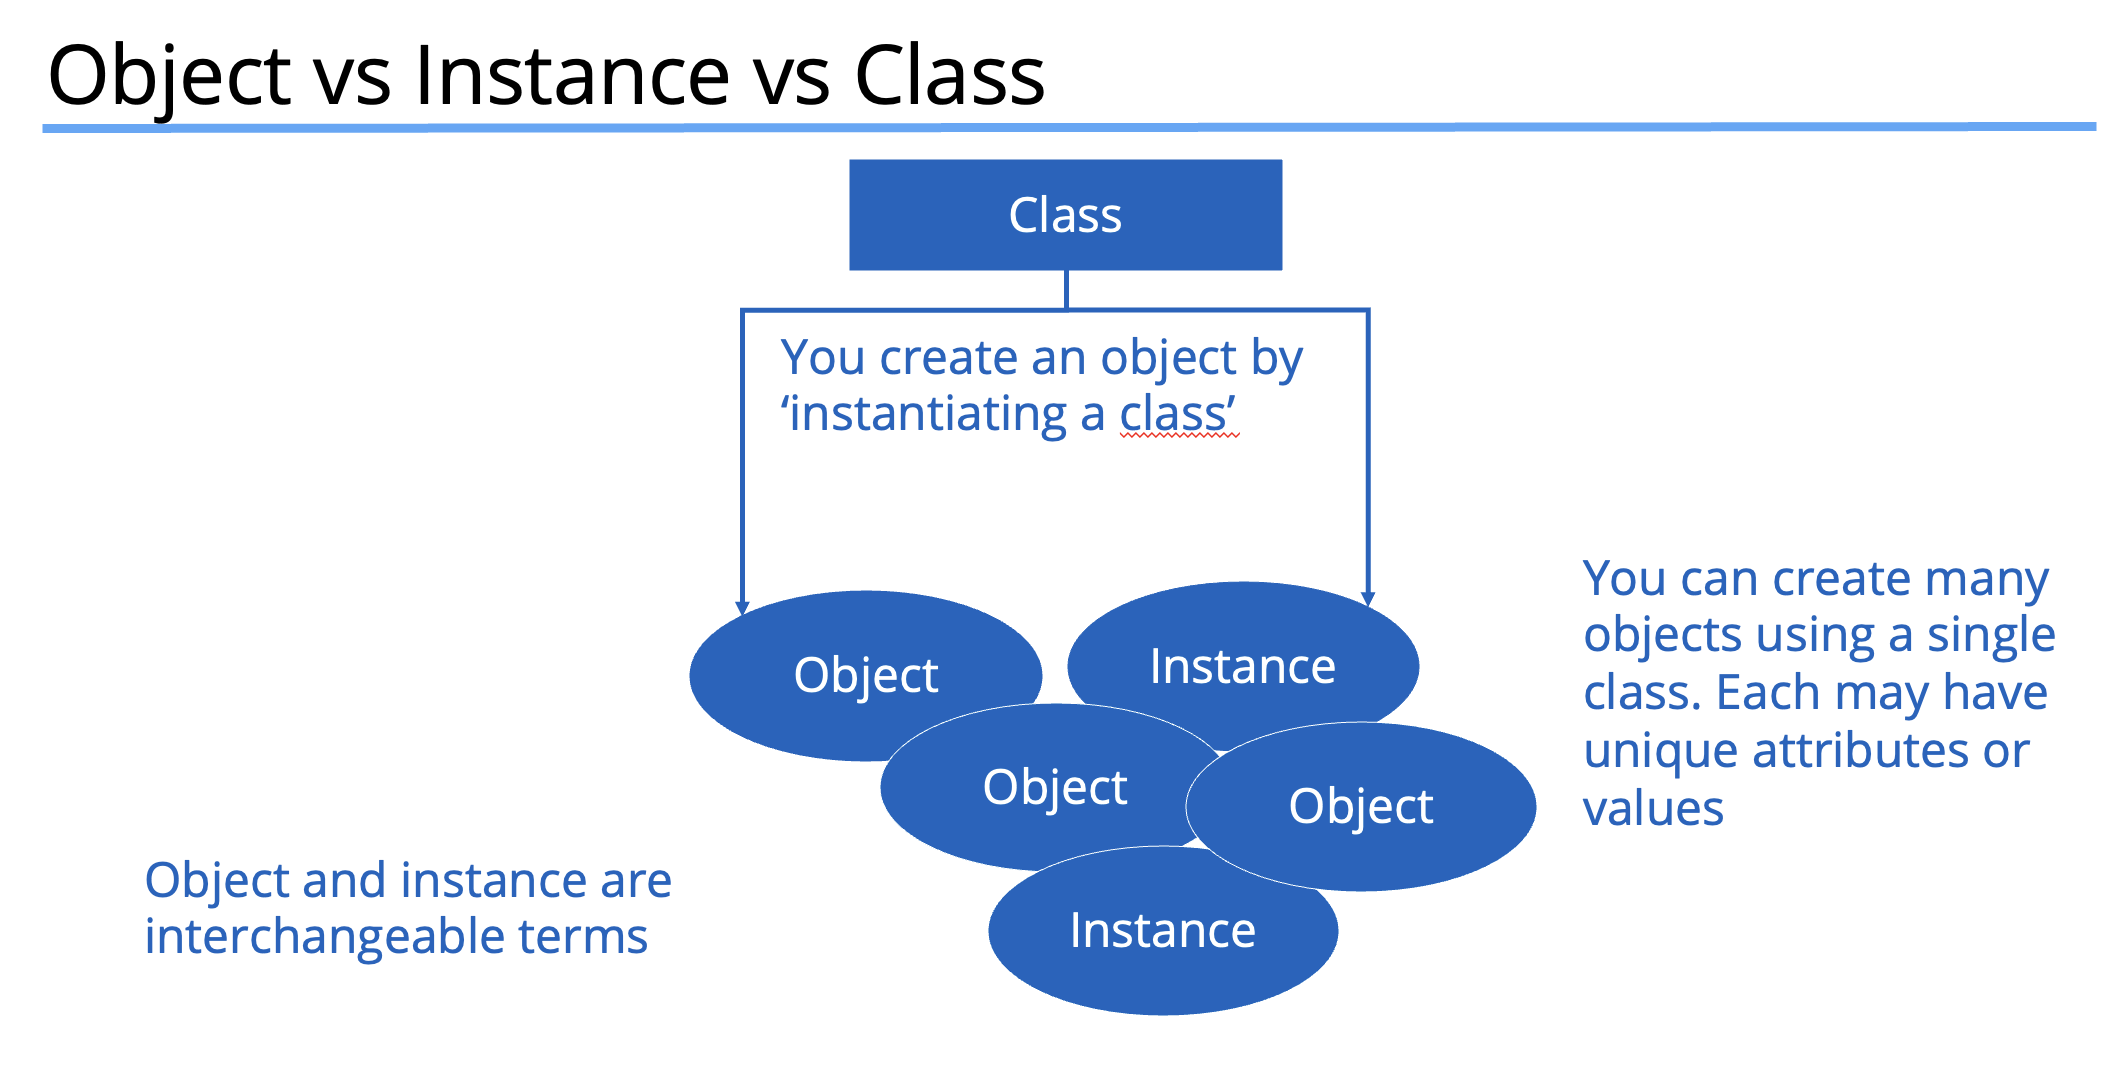 Object vs Instance vs Class
Class
You create an object by
‘instantiating a class’
Object
Instance
Object
Object
Instance
You can create many
objects using a single
class. Each may have
unique attributes or
values
Object and instance are
interchangeable terms